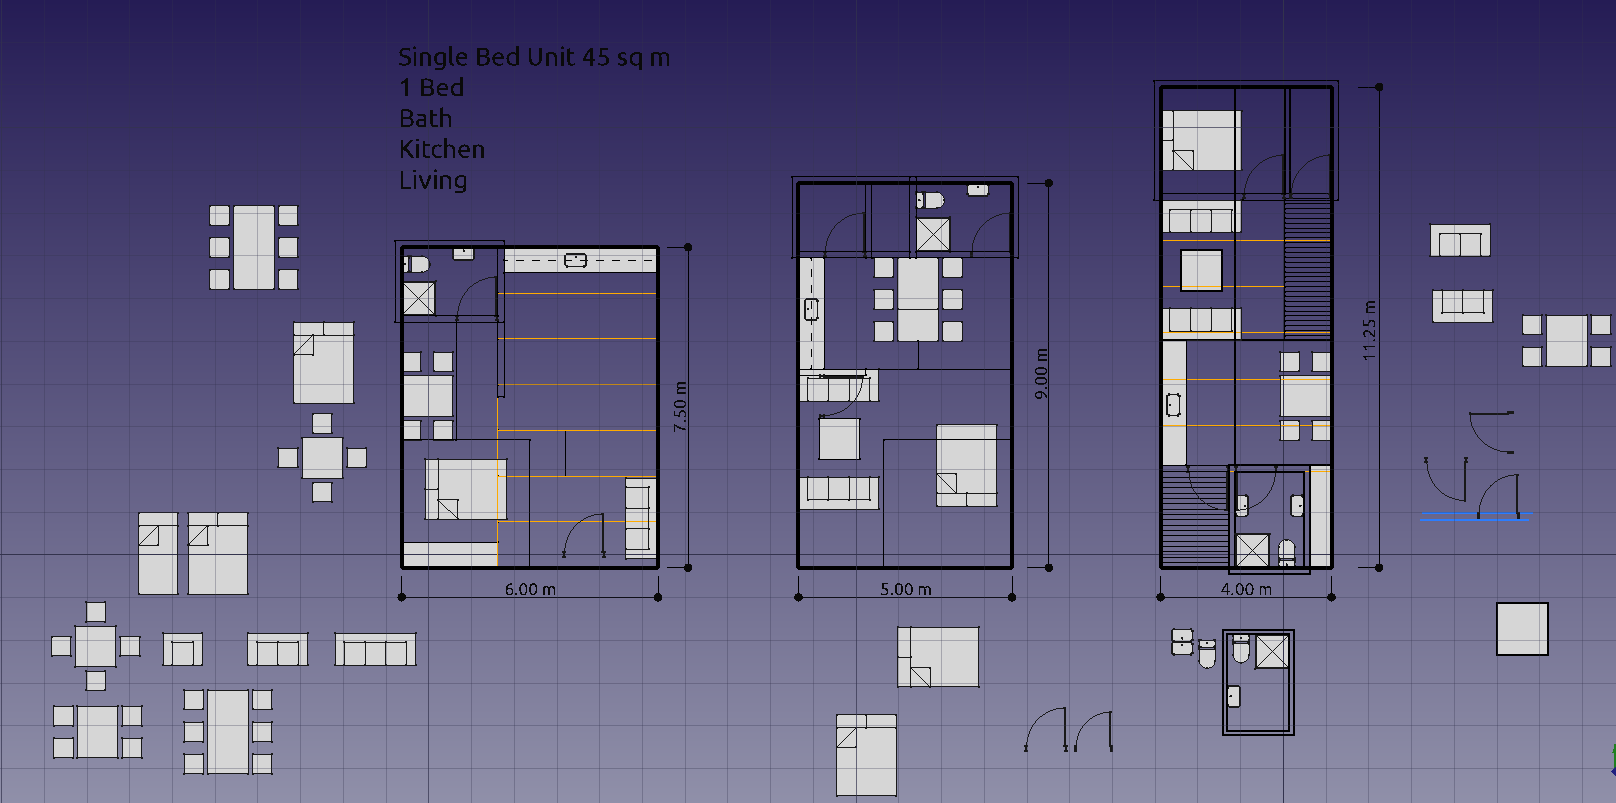 Single Bed Unit 45 sq m
1 Bed
Bath
Kitchen
Living
7.50 m
6.00 m
9.00 m
5.00 m
11.25 m
4.00 m